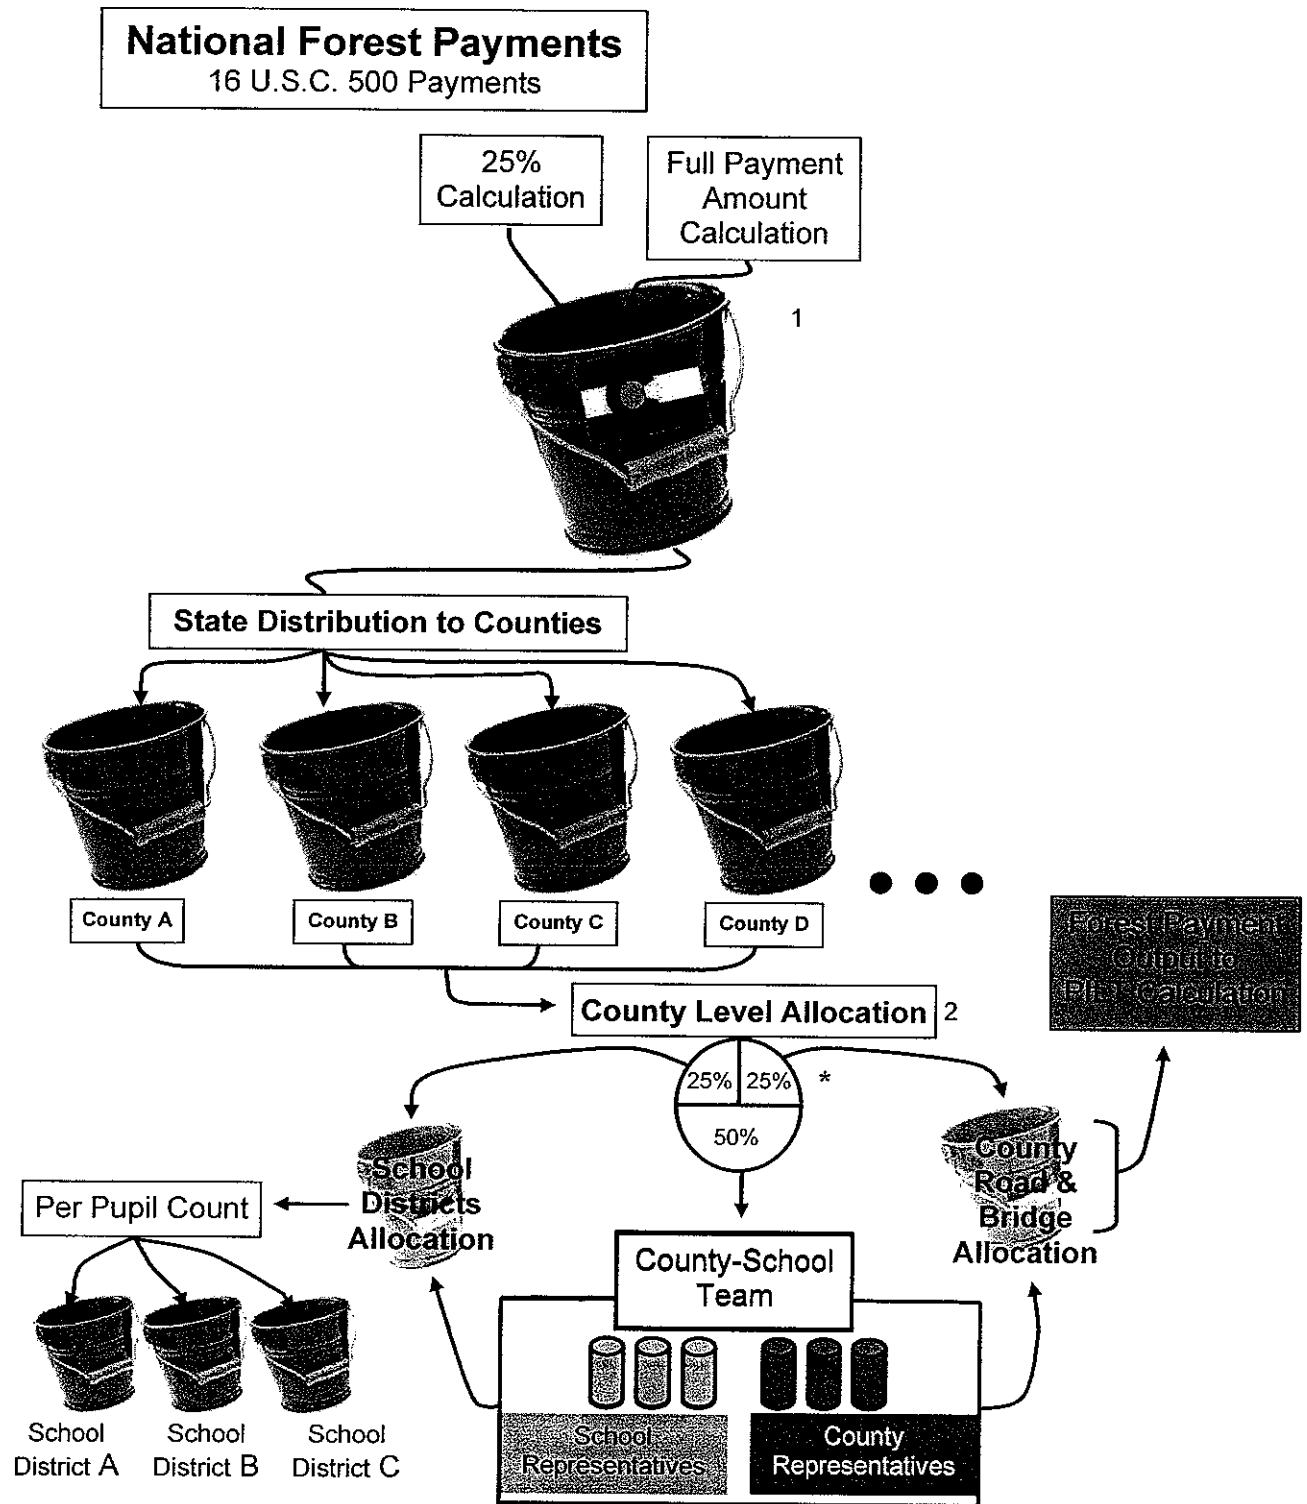 National Forest Payments
16 U.S.C. 500 Payments
25%
Calculation
Full Payment
Amount
Calculation
1
State Distribution to Counties
County A
County B
County C
County D
Forest Payment
Output to
PILT Calculation
County Level Allocation 2
25% 25% *
50%
School
Districts
Allocation
County
Road &
Bridge
Allocation
Per Pupil Count
County-School
Team
School
Representatives
County
Representatives
School
District A
School
District B
School
District C